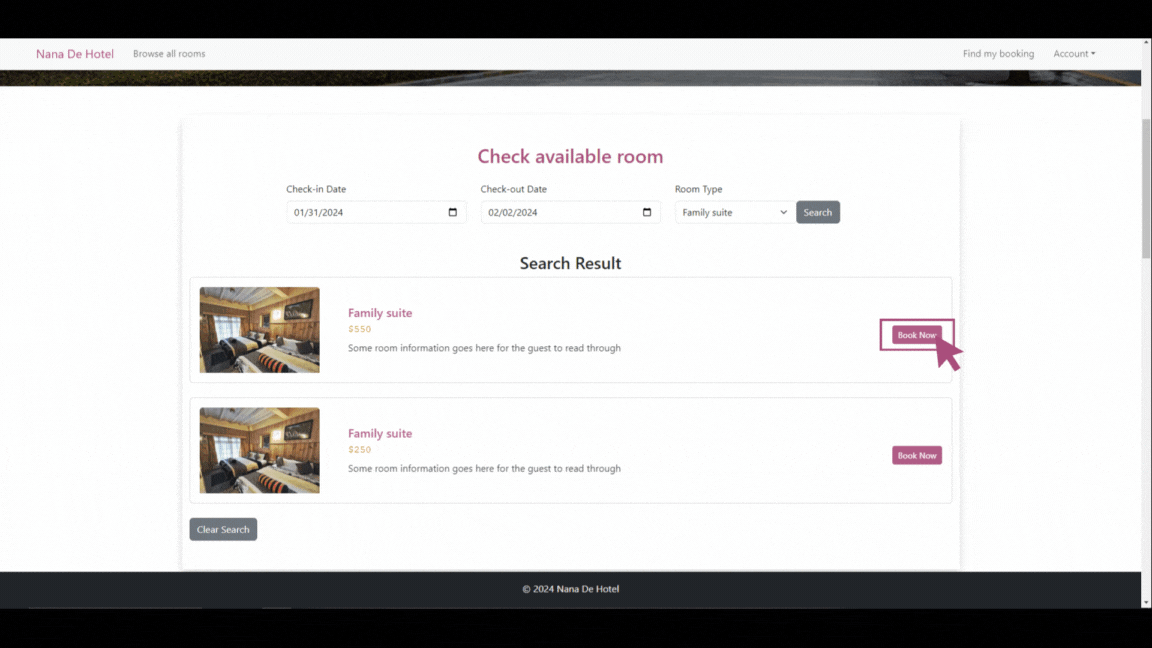 Nana De Hotel Browse all rooms Find my booking Account
Check available room
Check-in Date Check-out Date Room Type
01/31/2024 02/02/2024 Family suite Search
Search Result
Family suite
$550
Some room information goes here for the guest to read through
Book Now
Family suite
$250
Some room information goes here for the guest to read through
Book Now
Clear Search
© 2024 Nana De Hotel